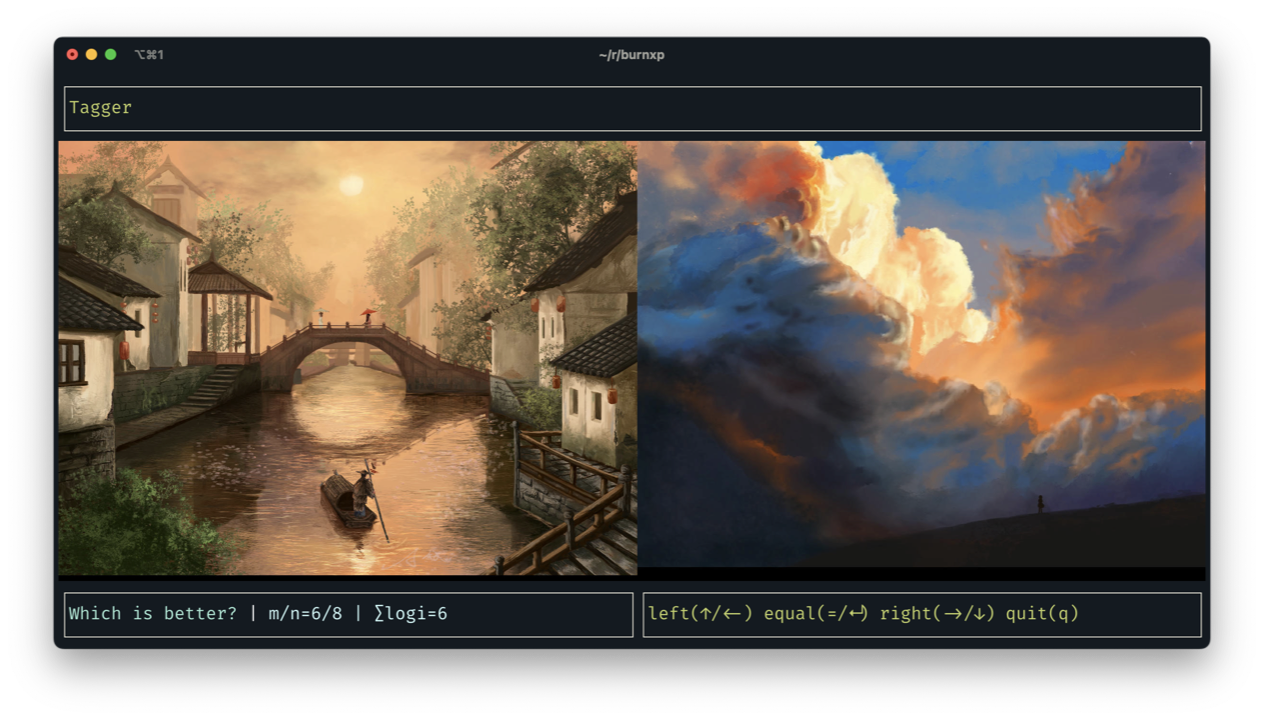 ⌥⌘1
~/r/burnxp
Tagger
Which is better? | m/n=6/8 | ∑logi=6
left(↑/←) equal(=/↵) right(→/↓) quit(q)